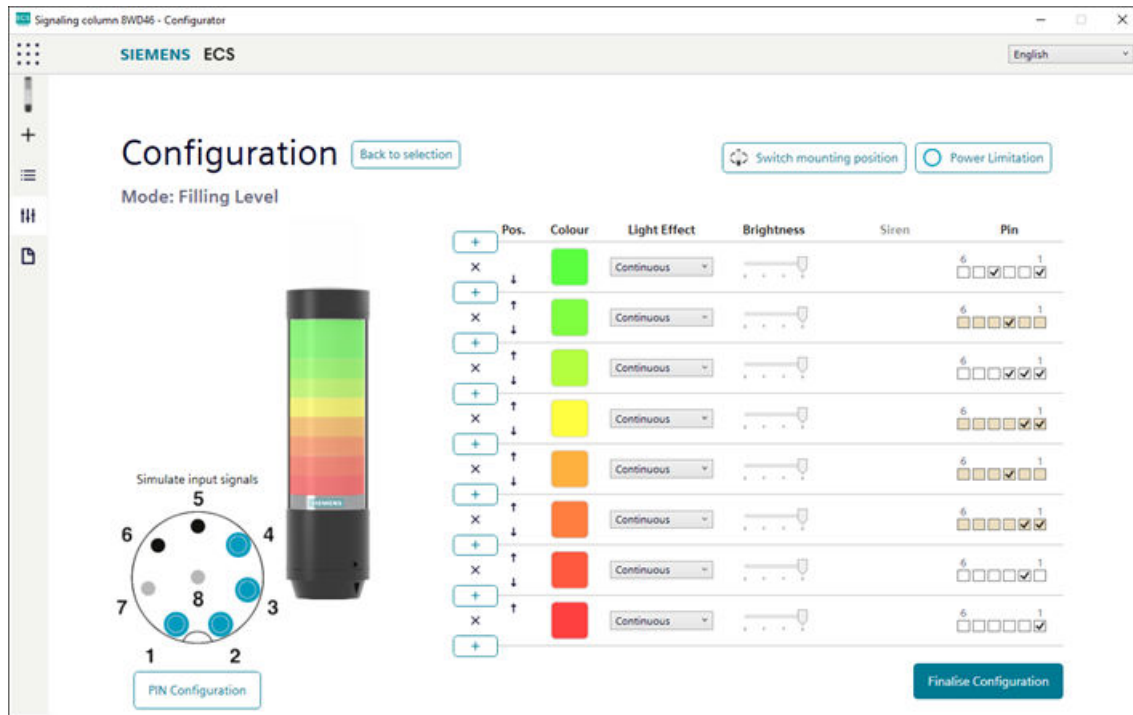 ECS Signaling column 8WD46 - Configurator
SIEMENS ECS
English
Configuration
Back to selection
Switch mounting position
Power Limitation
Mode: Filling Level
Pos. Colour Light Effect Brightness Siren Pin
+
× Continuous 6 1
+
× Continuous 6 1
+
× Continuous 6 1
+
× Continuous 6 1
+
× Continuous 6 1
+
× Continuous 6 1
+
× Continuous 6 1
+
× Continuous 6 1
+
SIEMENS
Simulate input signals
5
6 4
7 8 3
1 2
PIN Configuration
Finalise Configuration